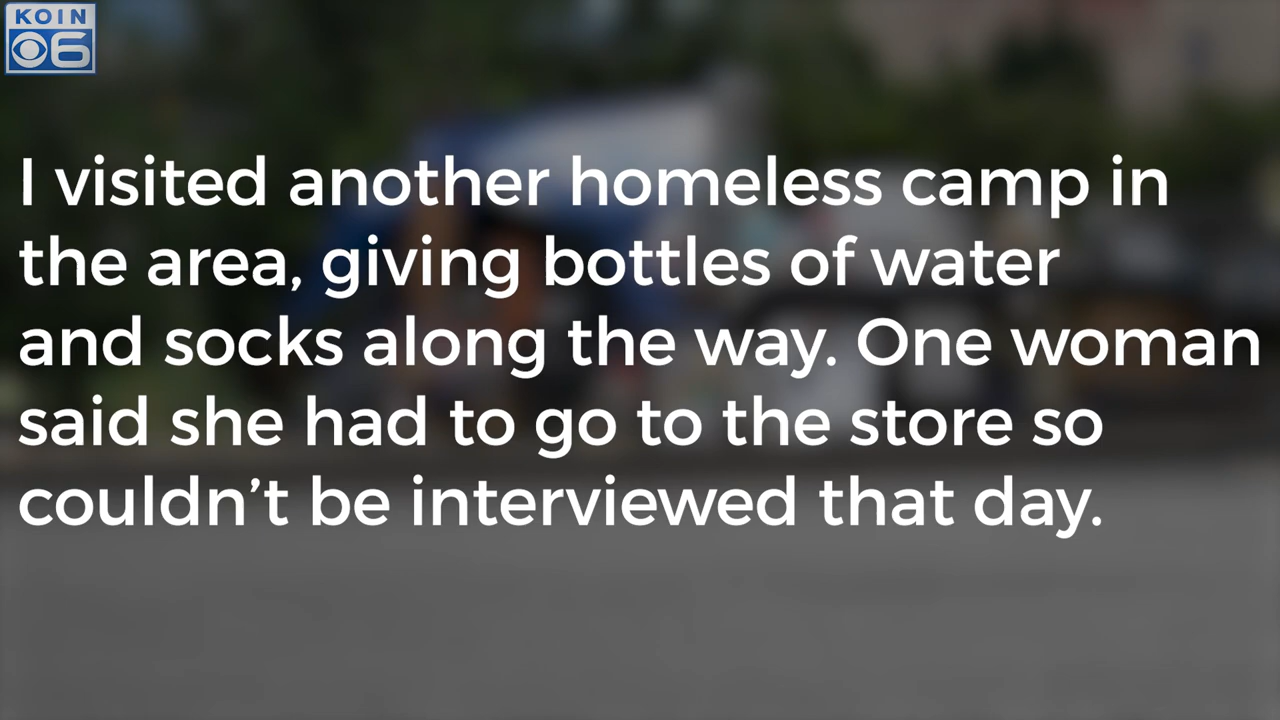 KOIN
6
I visited another homeless camp in
the area, giving bottles of water
and socks along the way. One woman
said she had to go to the store so
couldn’t be interviewed that day.